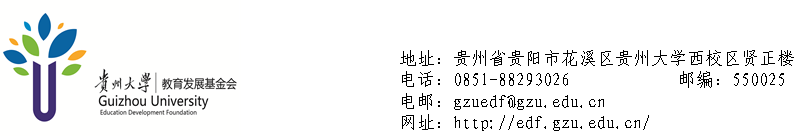 贵州大学 | 教育发展基金会
Guizhou University
Education Development Foundation
地址：贵州省贵阳市花溪区贵州大学西校区贤正楼
电话：0851-88293026 邮编：550025
电邮：gzuedf@gzu.edu.cn
网址：http://edf.gzu.edu.cn/